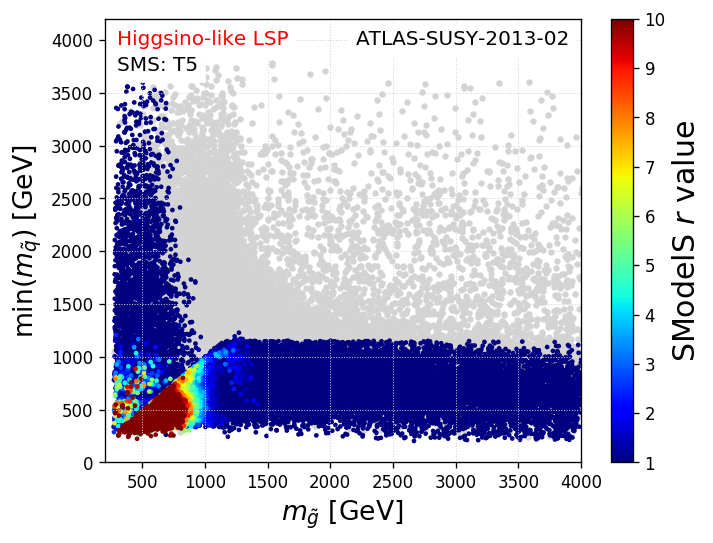 Higgsino-like LSP
ATLAS-SUSY-2013-02
SMS: T5
min(m_q̃) [GeV]
4000
3500
3000
2500
2000
1500
1000
500
0
500 1000 1500 2000 2500 3000 3500 4000
m_g̃ [GeV]
10
9
8
7
6
5
4
3
2
1
SModelS r value